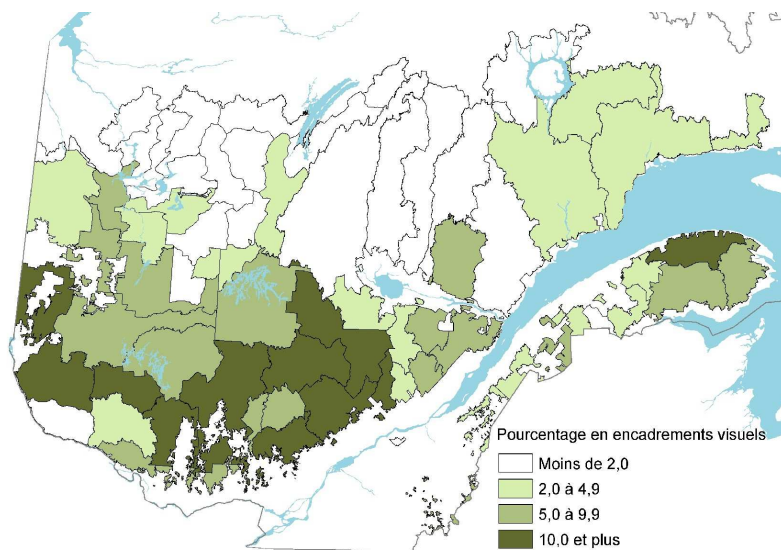 Pourcentage en encadrements visuels
Moins de 2,0
2,0 à 4,9
5,0 à 9,9
10,0 et plus